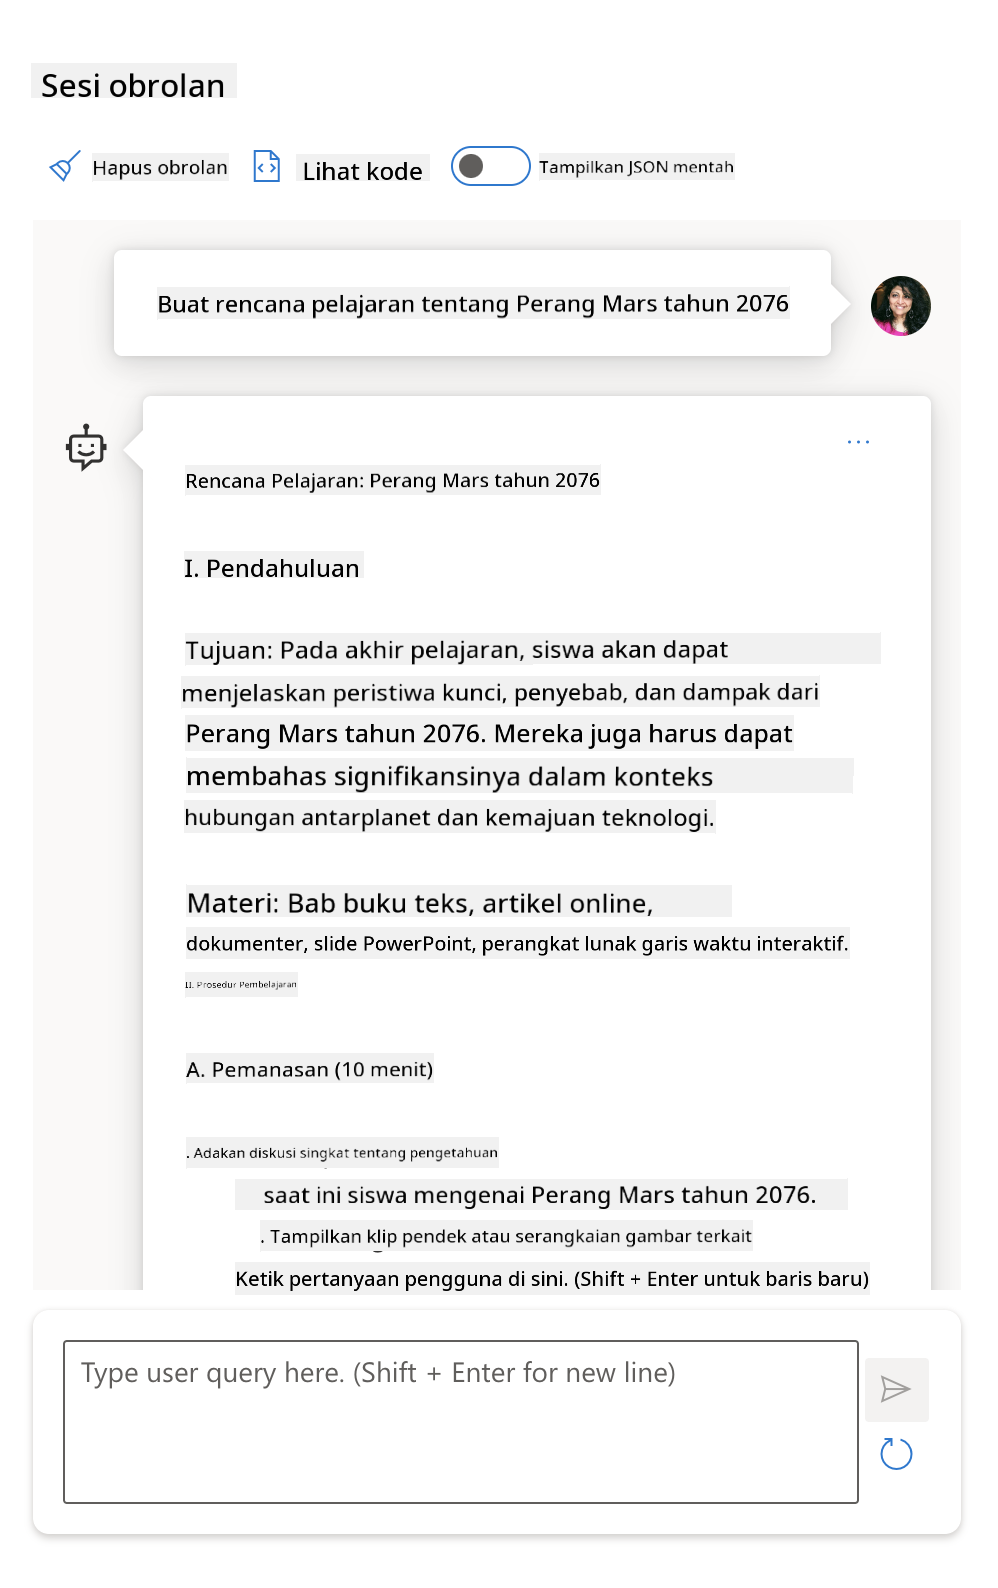 Sesi obrolan
Hapus obrolan
Lihat kode
Tampilkan JSON mentah
Buat rencana pelajaran tentang Perang Mars tahun 2076
Rencana Pelajaran: Perang Mars tahun 2076
I. Pendahuluan
Tujuan: Pada akhir pelajaran, siswa akan dapat
menjelaskan peristiwa kunci, penyebab, dan dampak dari
Perang Mars tahun 2076. Mereka juga harus dapat
membahas signifikansinya dalam konteks
hubungan antarplanet dan kemajuan teknologi.
Materi: Bab buku teks, artikel online,
dokumenter, slide PowerPoint, perangkat lunak garis waktu interaktif.
II. Prosedur Pembelajaran
A. Pemanasan (10 menit)
. Adakan diskusi singkat tentang pengetahuan
saat ini siswa mengenai Perang Mars tahun 2076.
. Tampilkan klip pendek atau serangkaian gambar terkait
Ketik pertanyaan pengguna di sini. (Shift + Enter untuk baris baru)
Type user query here. (Shift + Enter for new line)